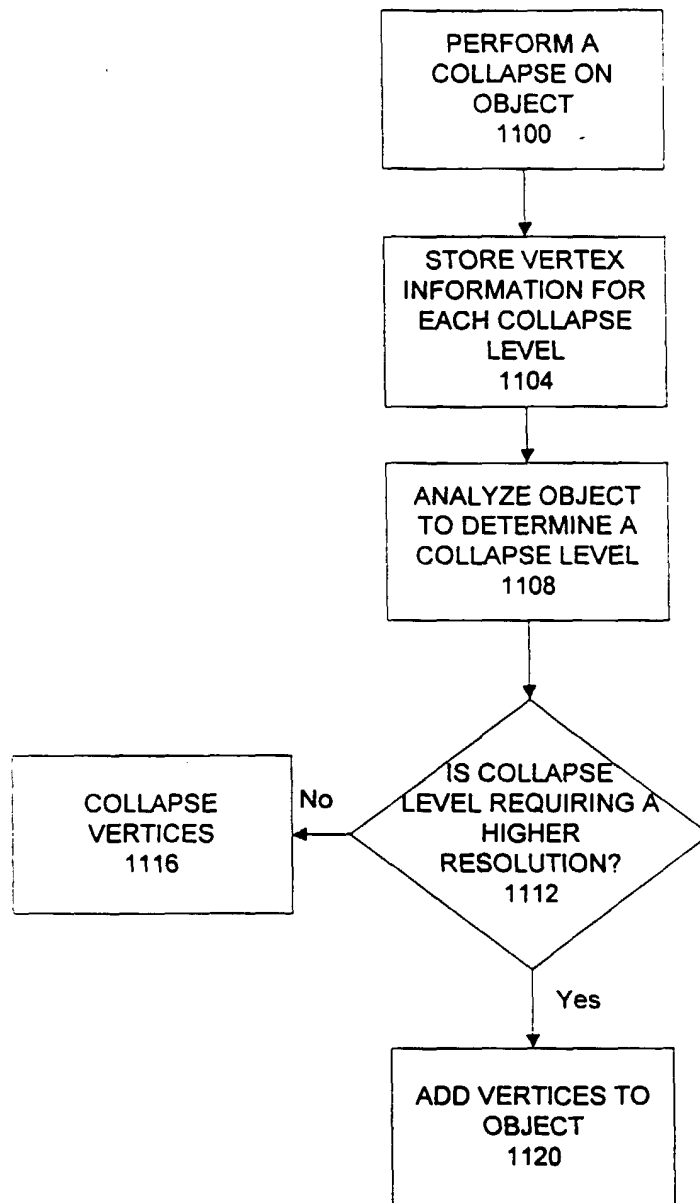 PERFORM A
COLLAPSE ON
OBJECT
1100
STORE VERTEX
INFORMATION FOR
EACH COLLAPSE
LEVEL
1104
ANALYZE OBJECT
TO DETERMINE A
COLLAPSE LEVEL
1108
IS COLLAPSE
LEVEL REQUIRING A
HIGHER
RESOLUTION?
1112
No
COLLAPSE
VERTICES
1116
Yes
ADD VERTICES TO
OBJECT
1120